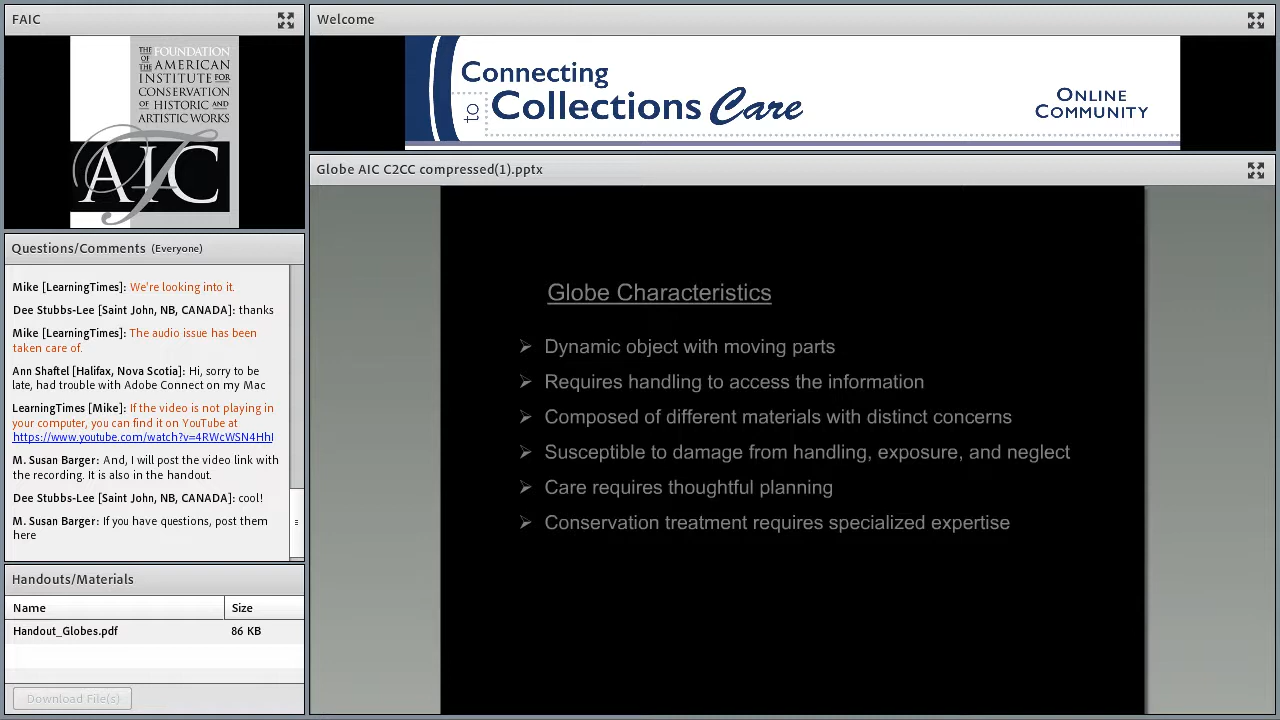 FAIC
THE FOUNDATION
OF THE AMERICAN
INSTITUTE FOR
CONSERVATION
OF HISTORIC AND
ARTISTIC WORKS
AIC
Welcome
Connecting
to Collections Care
ONLINE
COMMUNITY
Questions/Comments (Everyone)
Mike [LearningTimes]: We're looking into it.
Dee Stubbs-Lee [Saint John, NB, CANADA]: thanks
Mike [LearningTimes]: The audio issue has been
taken care of.
Ann Shaftel [Halifax, Nova Scotia]: Hi, sorry to be
late, had trouble with Adobe Connect on my Mac
LearningTimes [Mike]: If the video is not playing in
your computer, you can find it on YouTube at
https://www.youtube.com/watch?v=4RWcWSN4HhI
M. Susan Barger: And, I will post the video link with
the recording. It is also in the handout.
Dee Stubbs-Lee [Saint John, NB, CANADA]: cool!
M. Susan Barger: If you have questions, post them
here
Handouts/Materials
Name Size
Handout_Globes.pdf 86 KB
Download File(s)
Globe AIC C2CC compressed(1).pptx
Globe Characteristics
➢ Dynamic object with moving parts
➢ Requires handling to access the information
➢ Composed of different materials with distinct concerns
➢ Susceptible to damage from handling, exposure, and neglect
➢ Care requires thoughtful planning
➢ Conservation treatment requires specialized expertise